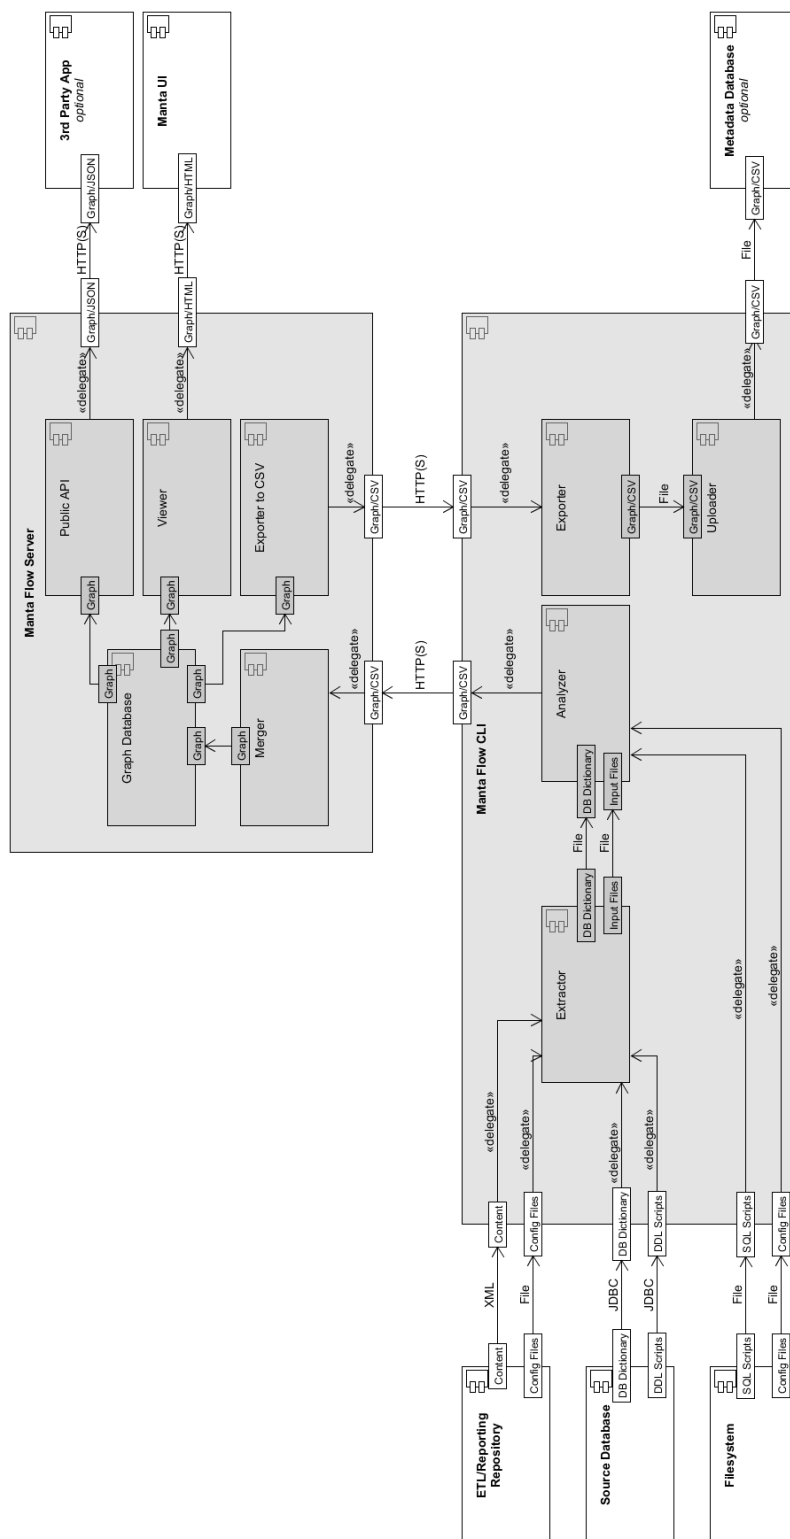 3rd Party App
optional
Manta UI
Metadata Database
optional
Graph/JSON
Graph/HTML
Graph/CSV
HTTP(S)
HTTP(S)
File
Graph/JSON
Graph/HTML
Graph/CSV
«delegate»
«delegate»
«delegate»
Manta Flow Server
Public API
Viewer
Exporter to CSV
Graph
Graph
Graph
«delegate»
Graph/CSV
HTTP(S)
Graph/CSV
«delegate»
Exporter
Graph/CSV
File
Graph/CSV
Uploader
Graph
Graph
Graph
Graph Database
Graph
Graph
Merger
«delegate»
Graph/CSV
HTTP(S)
Graph/CSV
«delegate»
Manta Flow CLI
Analyzer
DB Dictionary
Input Files
File
File
DB Dictionary
Input Files
Extractor
«delegate»
«delegate»
«delegate»
«delegate»
«delegate»
«delegate»
Content
Config Files
DB Dictionary
DDL Scripts
SQL Scripts
Config Files
XML
File
JDBC
JDBC
File
File
Content
Config Files
DB Dictionary
DDL Scripts
SQL Scripts
Config Files
ETL/Reporting
Repository
Source Database
Filesystem